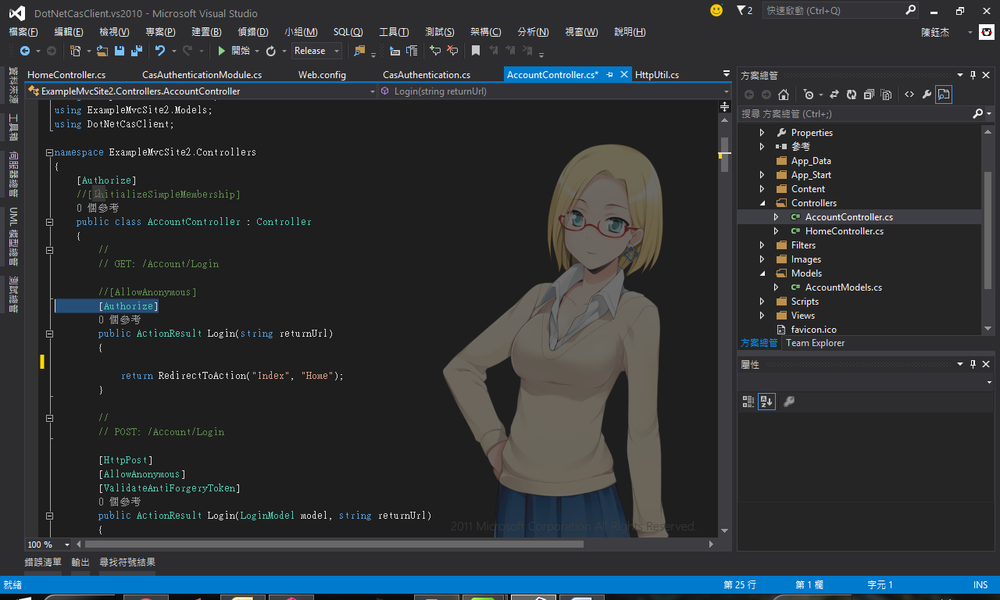 DotNetCasClient.vs2010 - Microsoft Visual Studio
2
快速啟動 (Ctrl+Q)
檔案(F) 編輯(E) 檢視(V) 專案(P) 建置(B) 偵錯(D) 小組(M) SQL(Q) 工具(T) 測試(S) 架構(C) 分析(N) 視窗(W) 說明(H)
陳鈺杰
開始 Release
資料來源
工具箱
伺服器總管
UML 模型總管
測試總管
HomeController.cs CasAuthenticationModule.cs Web.config CasAuthentication.cs AccountController.cs* HttpUtil.cs
ExampleMvcSite2.Controllers.AccountController Login(string returnUrl)
using ExampleMvcSite2.Models;
using DotNetCasClient;
namespace ExampleMvcSite2.Controllers
{
[Authorize]
//[InitializeSimpleMembership]
0 個參考
public class AccountController : Controller
{
//
// GET: /Account/Login
//[AllowAnonymous]
[Authorize]
0 個參考
public ActionResult Login(string returnUrl)
{
return RedirectToAction("Index", "Home");
}
//
// POST: /Account/Login
[HttpPost]
[AllowAnonymous]
[ValidateAntiForgeryToken]
0 個參考
public ActionResult Login(LoginModel model, string returnUrl)
{
2011 Microsoft Corporation All Rights Reserved.
100 %
方案總管
搜尋 方案總管 (Ctrl+;)
Properties
參考
App_Data
App_Start
Content
Controllers
C# AccountController.cs
C# HomeController.cs
Filters
Images
Models
C# AccountModels.cs
Scripts
Views
favicon.ico
方案總管 Team Explorer
屬性
錯誤清單 輸出 尋找符號結果
就緒 第 25 行 第 1 欄 字元 1 INS